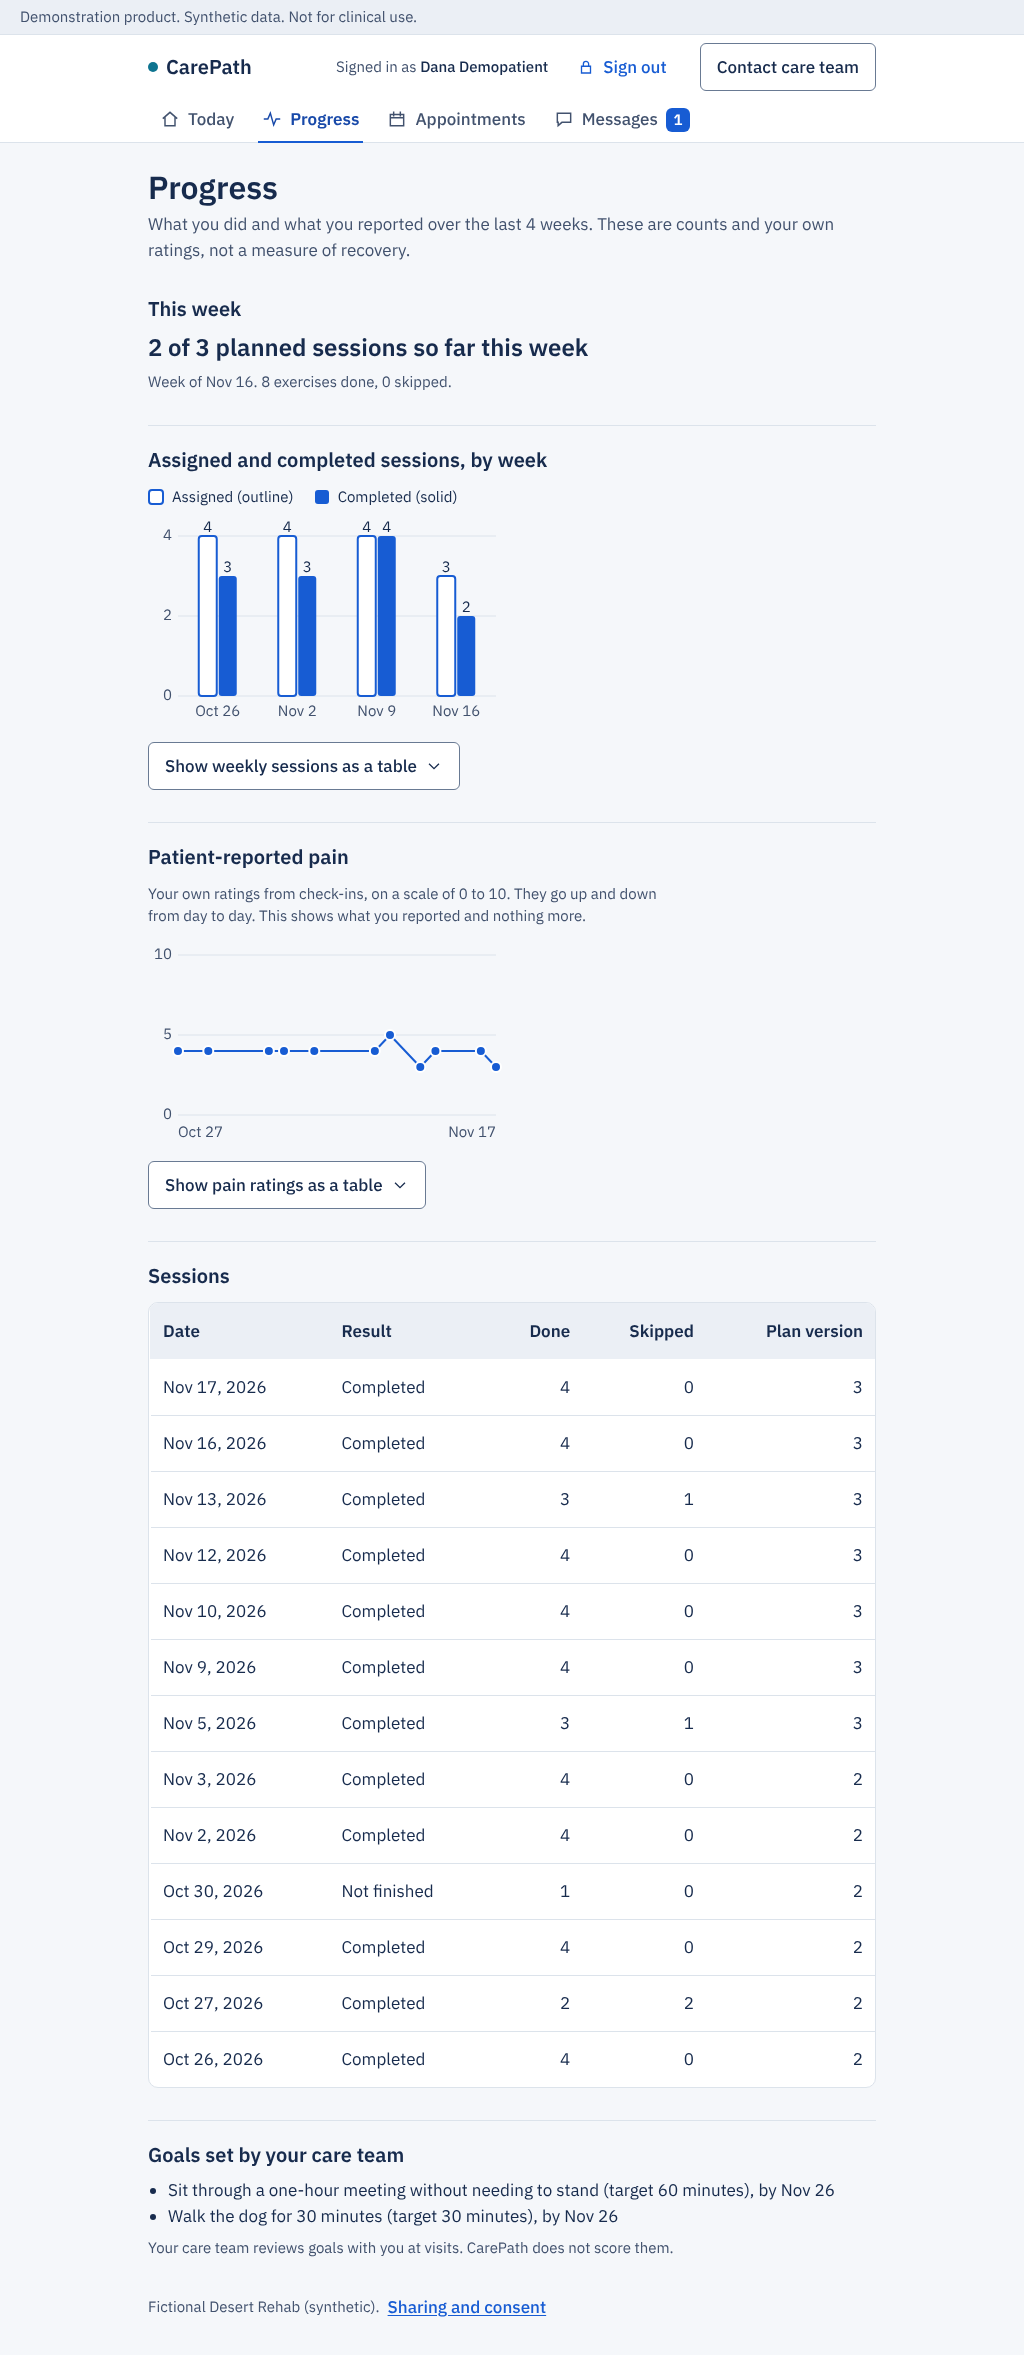 Demonstration product. Synthetic data. Not for clinical use.
CarePath
Signed in as Dana Demopatient
Sign out
Contact care team
Today
Progress
Appointments
Messages 1
Progress
What you did and what you reported over the last 4 weeks. These are counts and your own
ratings, not a measure of recovery.
This week
2 of 3 planned sessions so far this week
Week of Nov 16. 8 exercises done, 0 skipped.
Assigned and completed sessions, by week
Assigned (outline) Completed (solid)
4 4 4 4
4
3 3 3
2
2
0
Oct 26 Nov 2 Nov 9 Nov 16
Show weekly sessions as a table
Patient-reported pain
Your own ratings from check-ins, on a scale of 0 to 10. They go up and down
from day to day. This shows what you reported and nothing more.
10
5
0
Oct 27 Nov 17
Show pain ratings as a table
Sessions
Date Result Done Skipped Plan version
Nov 17, 2026 Completed 4 0 3
Nov 16, 2026 Completed 4 0 3
Nov 13, 2026 Completed 3 1 3
Nov 12, 2026 Completed 4 0 3
Nov 10, 2026 Completed 4 0 3
Nov 9, 2026 Completed 4 0 3
Nov 5, 2026 Completed 3 1 3
Nov 3, 2026 Completed 4 0 2
Nov 2, 2026 Completed 4 0 2
Oct 30, 2026 Not finished 1 0 2
Oct 29, 2026 Completed 4 0 2
Oct 27, 2026 Completed 2 2 2
Oct 26, 2026 Completed 4 0 2
Goals set by your care team
• Sit through a one-hour meeting without needing to stand (target 60 minutes), by Nov 26
• Walk the dog for 30 minutes (target 30 minutes), by Nov 26
Your care team reviews goals with you at visits. CarePath does not score them.
Fictional Desert Rehab (synthetic). Sharing and consent